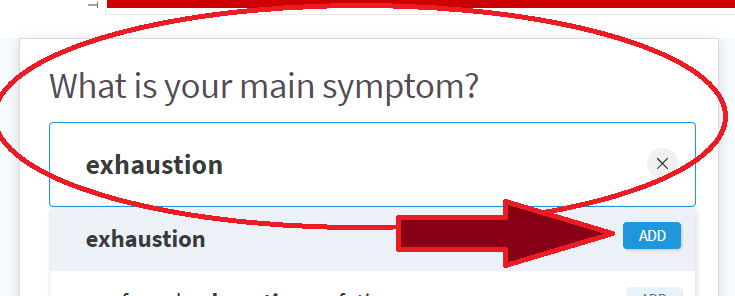 What is your main symptom?
exhaustion
exhaustion ADD